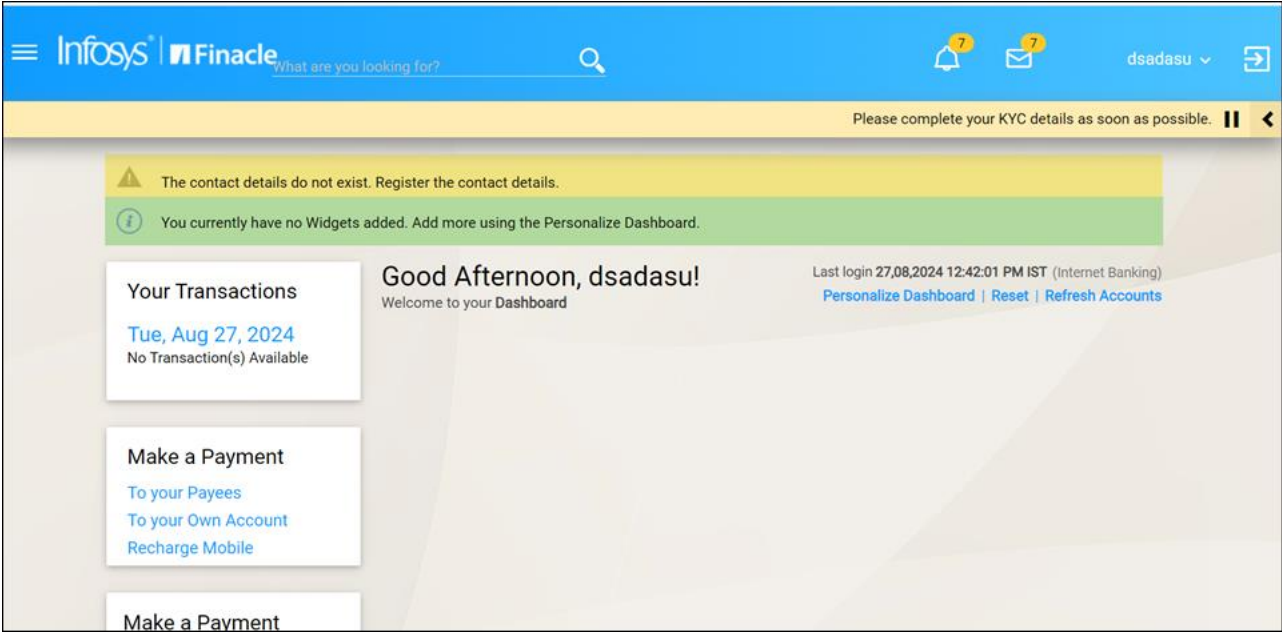 Infosys® | Finacle
What are you looking for?
7
7
dsadasu
Please complete your KYC details as soon as possible.
The contact details do not exist. Register the contact details.
You currently have no Widgets added. Add more using the Personalize Dashboard.
Your Transactions
Tue, Aug 27, 2024
No Transaction(s) Available
Good Afternoon, dsadasu!
Welcome to your Dashboard
Last login 27,08,2024 12:42:01 PM IST (Internet Banking)
Personalize Dashboard | Reset | Refresh Accounts
Make a Payment
To your Payees
To your Own Account
Recharge Mobile
Make a Payment